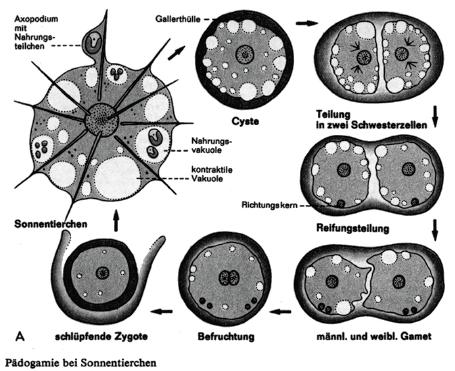 Axopodium
mit
Nahrungs-
teilchen
Gallerthülle
Cyste
Teilung
in zwei Schwesterzellen
Nahrungs-
vakuole
kontraktile
Vakuole
Richtungskern
Sonnentierchen
Reifungsteilung
A
schlüpfende Zygote
Befruchtung
männl. und weibl. Gamet
Pädogamie bei Sonnentierchen